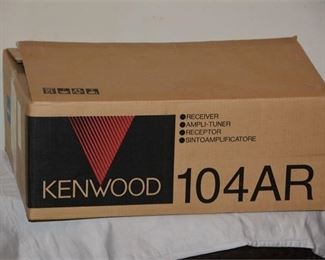 ●RECEIVER
●AMPLI-TUNER
●RECEPTOR
●SINTOAMPLIFICATORE
KENWOOD
104AR